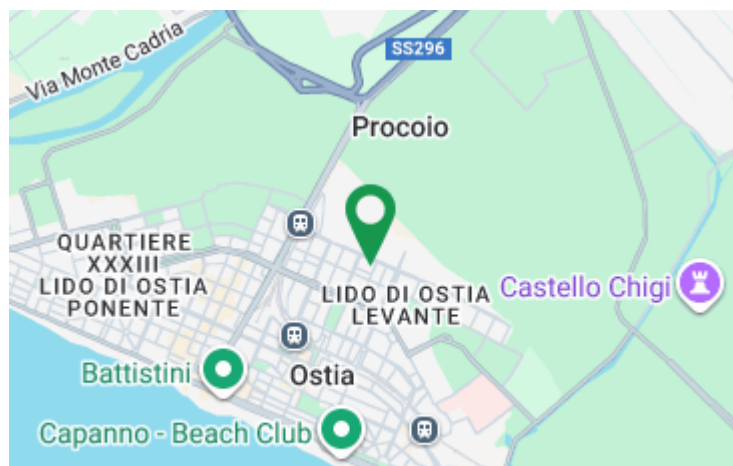 Via Monte Cadria
SS296
Procoio
QUARTIERE
XXXIII
LIDO DI OSTIA
PONENTE
LIDO DI OSTIA
LEVANTE
Castello Chigi
Battistini
Ostia
Capanno - Beach Club